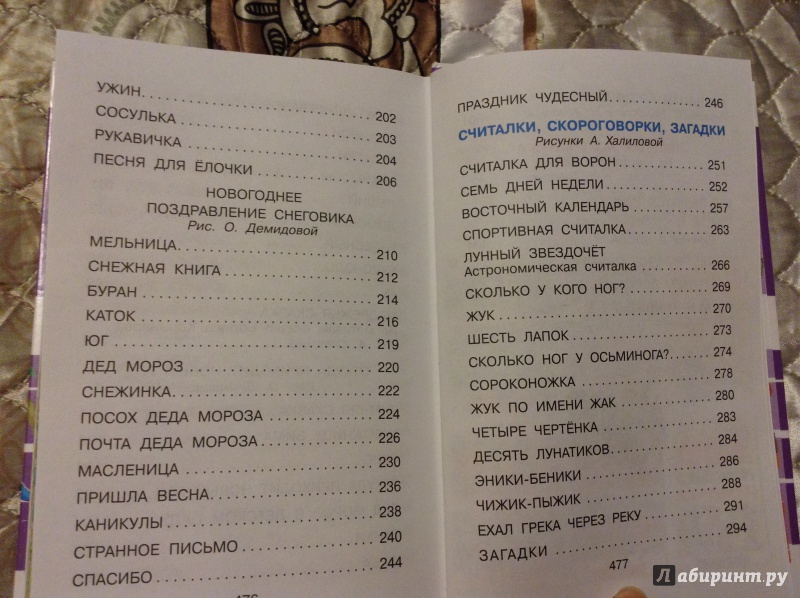 УЖИН 202
СОСУЛЬКА 203
РУКАВИЧКА 204
ПЕСНЯ ДЛЯ ЁЛОЧКИ 206
НОВОГОДНЕЕ
ПОЗДРАВЛЕНИЕ СНЕГОВИКА
Рис. О. Демидовой
МЕЛЬНИЦА 210
СНЕЖНАЯ КНИГА 212
БУРАН 214
КАТОК 216
ЮГ 219
ДЕД МОРОЗ 220
СНЕЖИНКА 222
ПОСОХ ДЕДА МОРОЗА 224
ПОЧТА ДЕДА МОРОЗА 226
МАСЛЕНИЦА 230
ПРИШЛА ВЕСНА 236
КАНИКУЛЫ 238
СТРАННОЕ ПИСЬМО 240
СПАСИБО 244
476
ПРАЗДНИК ЧУДЕСНЫЙ 246
СЧИТАЛКИ, СКОРОГОВОРКИ, ЗАГАДКИ
Рисунки А. Халиловой
СЧИТАЛКА ДЛЯ ВОРОН 251
СЕМЬ ДНЕЙ НЕДЕЛИ 252
ВОСТОЧНЫЙ КАЛЕНДАРЬ 257
СПОРТИВНАЯ СЧИТАЛКА 263
ЛУННЫЙ ЗВЕЗДОЧЁТ
Астрономическая считалка 266
СКОЛЬКО У КОГО НОГ? 269
ЖУК 270
ШЕСТЬ ЛАПОК 273
СКОЛЬКО НОГ У ОСЬМИНОГА? 274
СОРОКОНОЖКА 278
ЖУК ПО ИМЕНИ ЖАК 280
ЧЕТЫРЕ ЧЕРТЁНКА 283
ДЕСЯТЬ ЛУНАТИКОВ 284
ЭНИКИ-БЕНИКИ 286
ЧИЖИК-ПЫЖИК 288
ЕХАЛ ГРЕКА ЧЕРЕЗ РЕКУ 291
ЗАГАДКИ 294
477
Лабиринт.ру